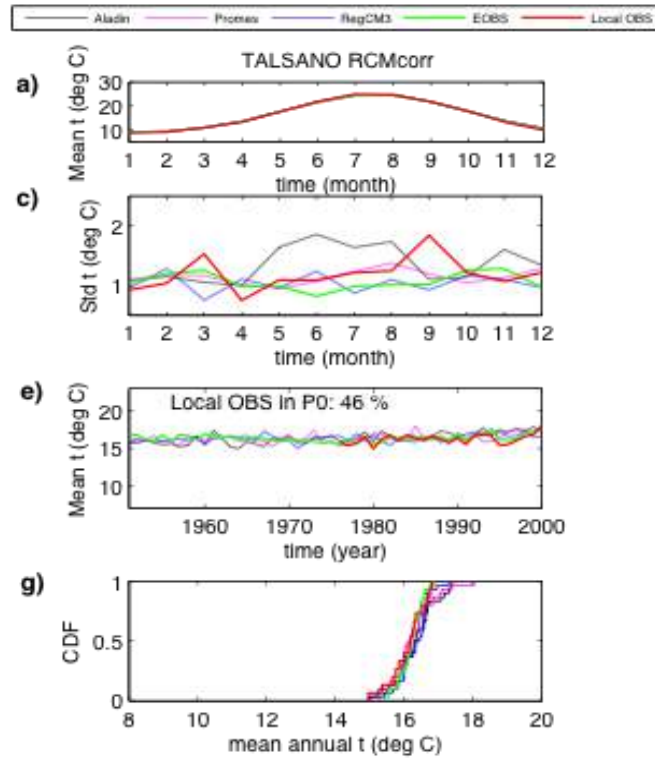 Aladin Promes RegCM3 EOBS Local OBS
TALSANO RCMcorr
a)
Mean t (deg C)
30
20
10
1 2 3 4 5 6 7 8 9 10 11 12
time (month)
c)
Std t (deg C)
2
1
1 2 3 4 5 6 7 8 9 10 11 12
time (month)
e)
Mean t (deg C)
Local OBS in P0: 46 %
20
15
10
1960 1970 1980 1990 2000
time (year)
g)
CDF
1
0.5
0
8 10 12 14 16 18 20
mean annual t (deg C)